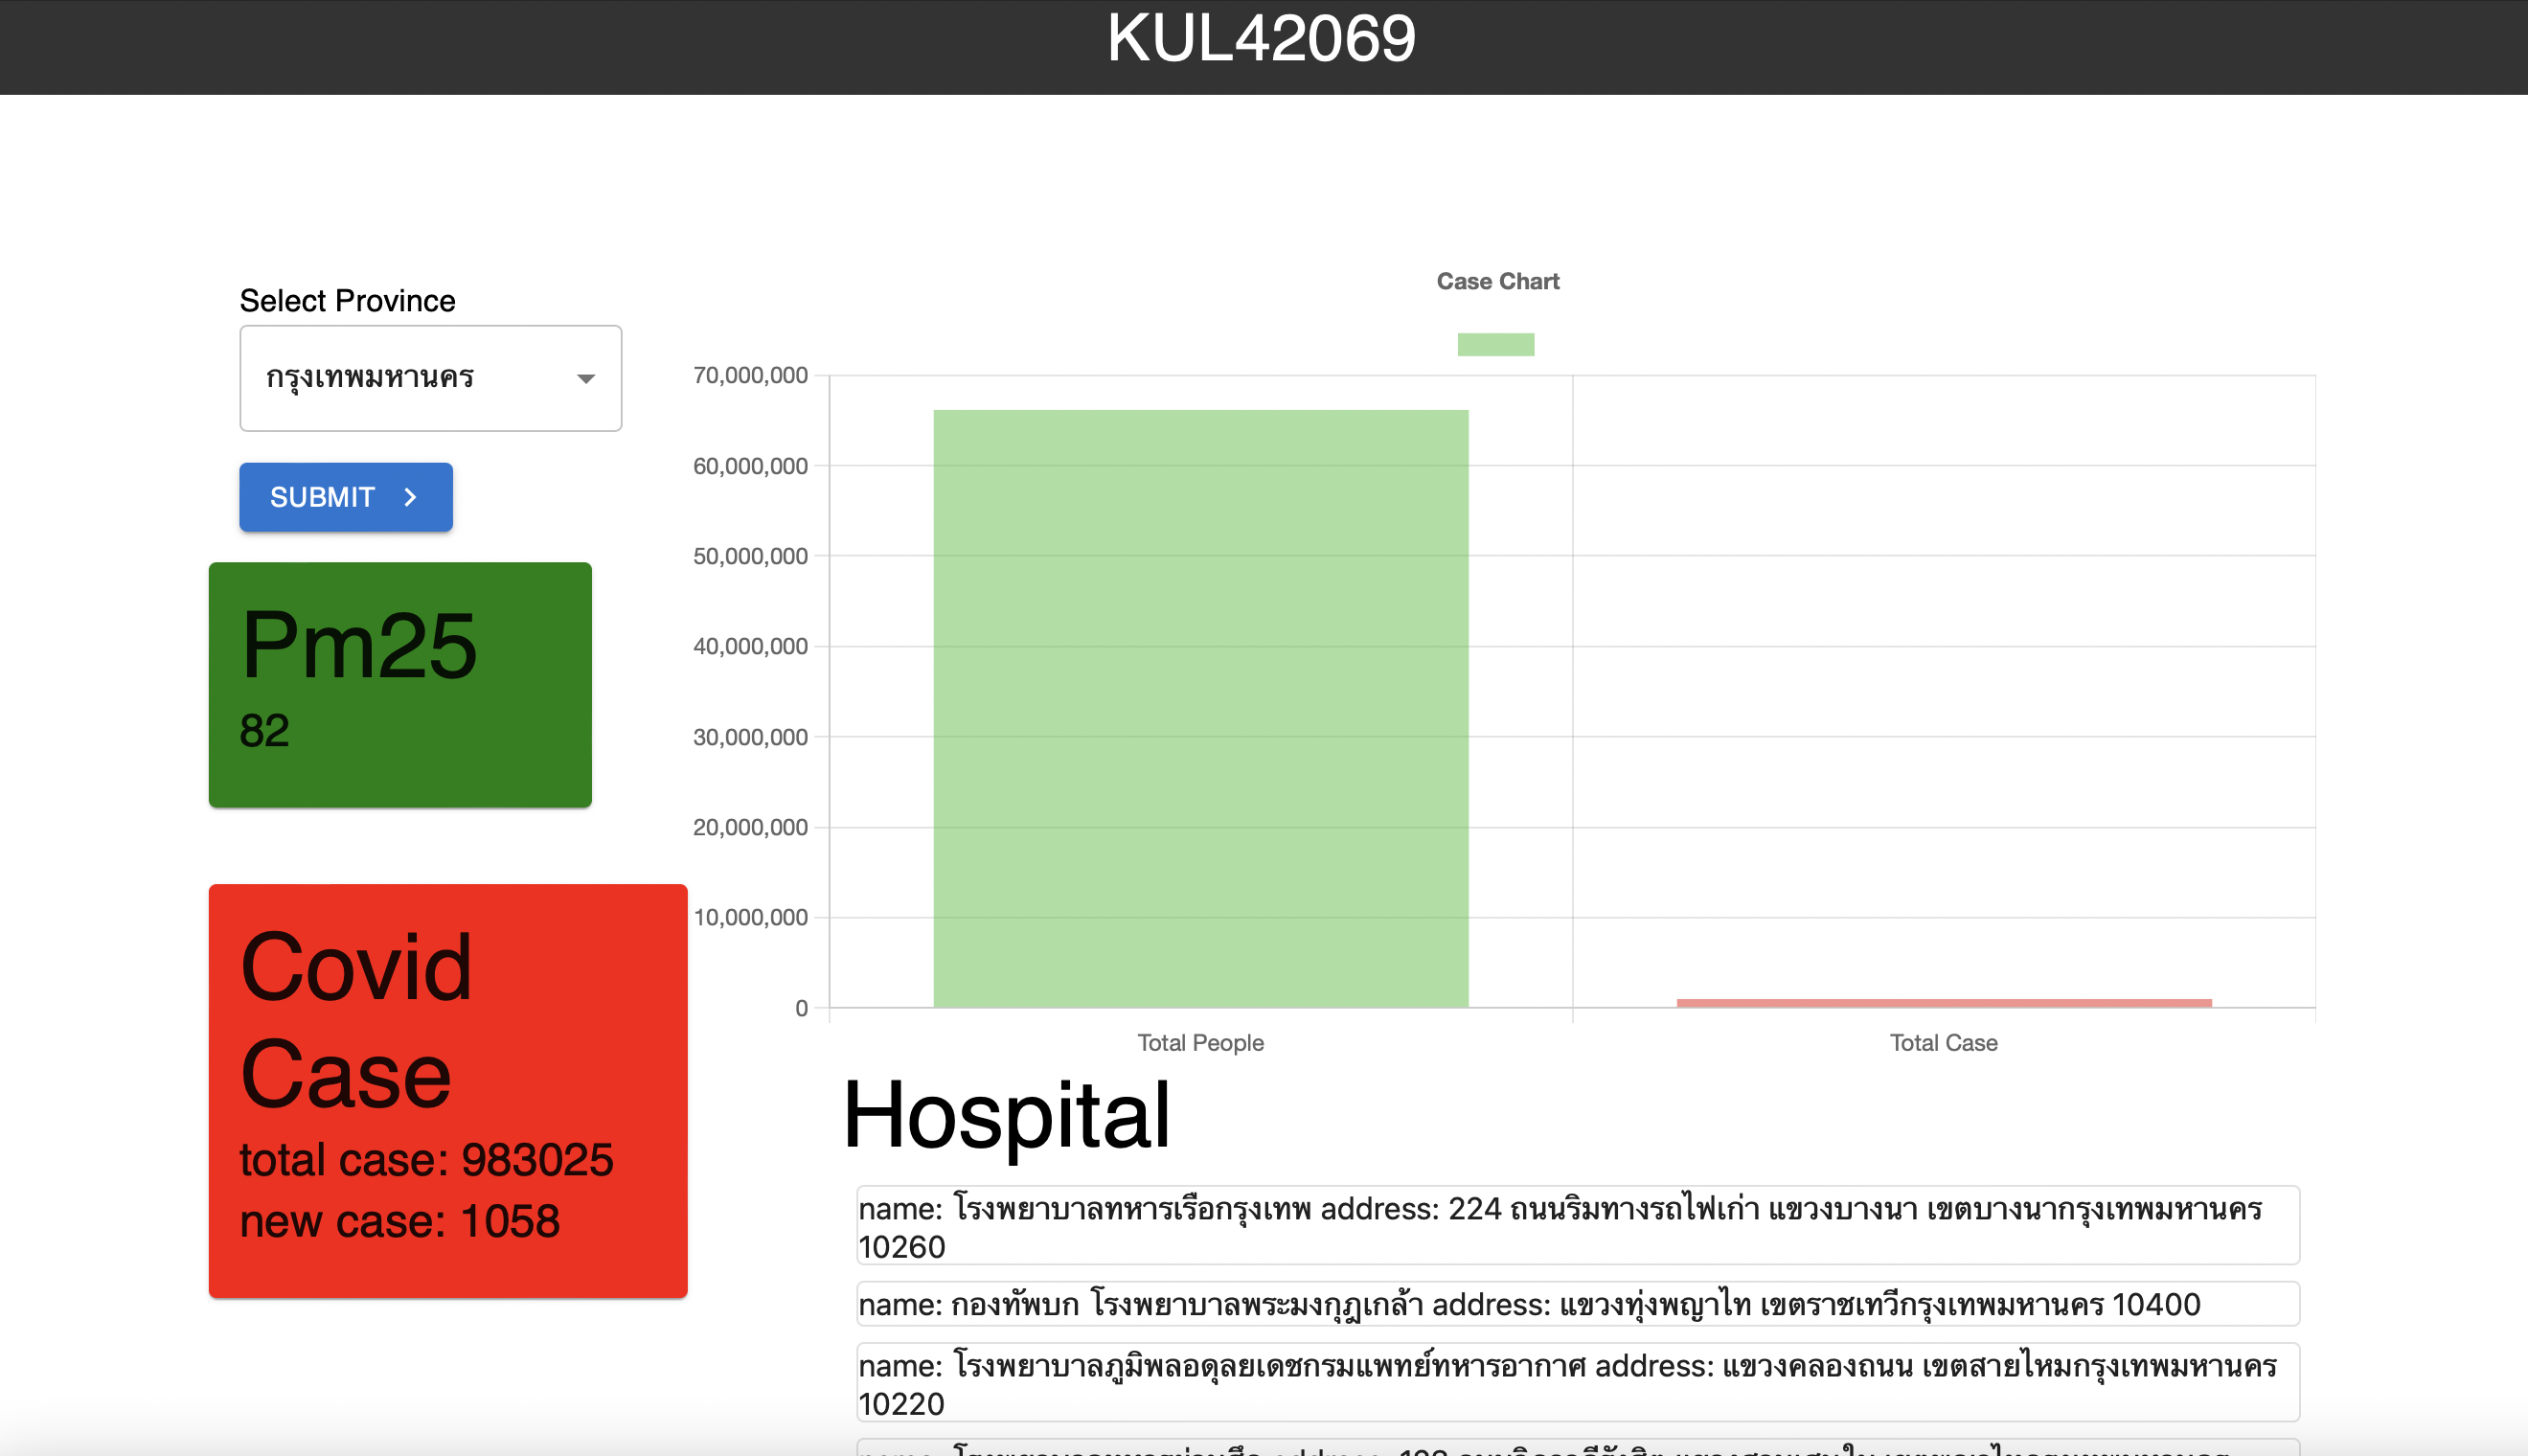 KUL42069
Select Province
กรุงเทพมหานคร
SUBMIT
Pm25
82
Covid
Case
total case: 983025
new case: 1058
Case Chart
70,000,000
60,000,000
50,000,000
40,000,000
30,000,000
20,000,000
10,000,000
0
Total People
Total Case
Hospital
name: โรงพยาบาลทหารเรือกรุงเทพ address: 224 ถนนริมทางรถไฟเก่า แขวงบางนา เขตบางนากรุงเทพมหานคร
10260
name: กองทัพบก โรงพยาบาลพระมงกุฎเกล้า address: แขวงทุ่งพญาไท เขตราชเทวีกรุงเทพมหานคร 10400
name: โรงพยาบาลภูมิพลอดุลยเดชกรมแพทย์ทหารอากาศ address: แขวงคลองถนน เขตสายไหมกรุงเทพมหานคร
10220